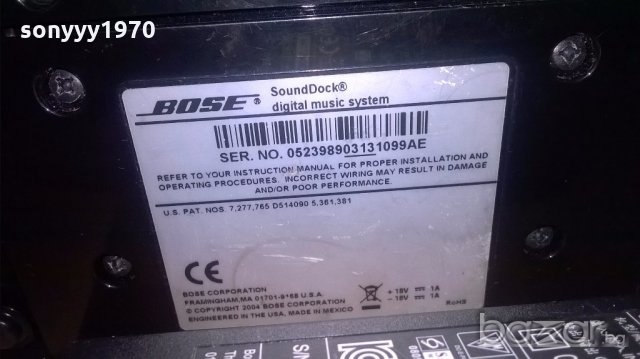 sonyyy1970
BOSE®
SoundDock®
digital music system
SER. NO. 052398903131099AE
REFER TO YOUR INSTRUCTION MANUAL FOR PROPER INSTALLATION AND
OPERATING PROCEDURES. INCORRECT WIRING MAY RESULT IN DAMAGE
AND/OR POOR PERFORMANCE.
U.S. PAT. NOS. 7,277,765 D514090 5,361,381
CE
BOSE CORPORATION
FRAMINGHAM, MA 01701-9168 U.S.A.
© COPYRIGHT 2004 BOSE CORPORATION
ENGINEERED IN THE USA. MADE IN MEXICO
+ 18V ⎓ 1A
- 18V ⎓ 1A
RoHS
S/N
bazar.bg